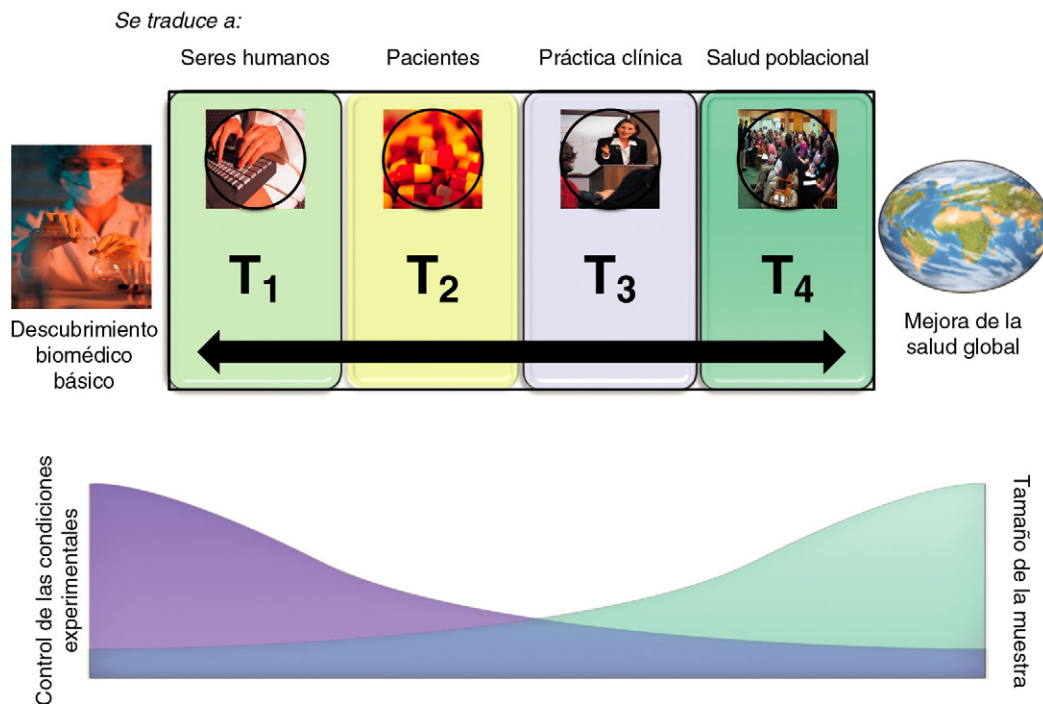 Se traduce a:
Seres humanos
Pacientes
Práctica clínica
Salud poblacional
T1
T2
T3
T4
Descubrimiento
biomédico
básico
Mejora de la
salud global
Control de las condiciones
experimentales
Tamaño de la muestra